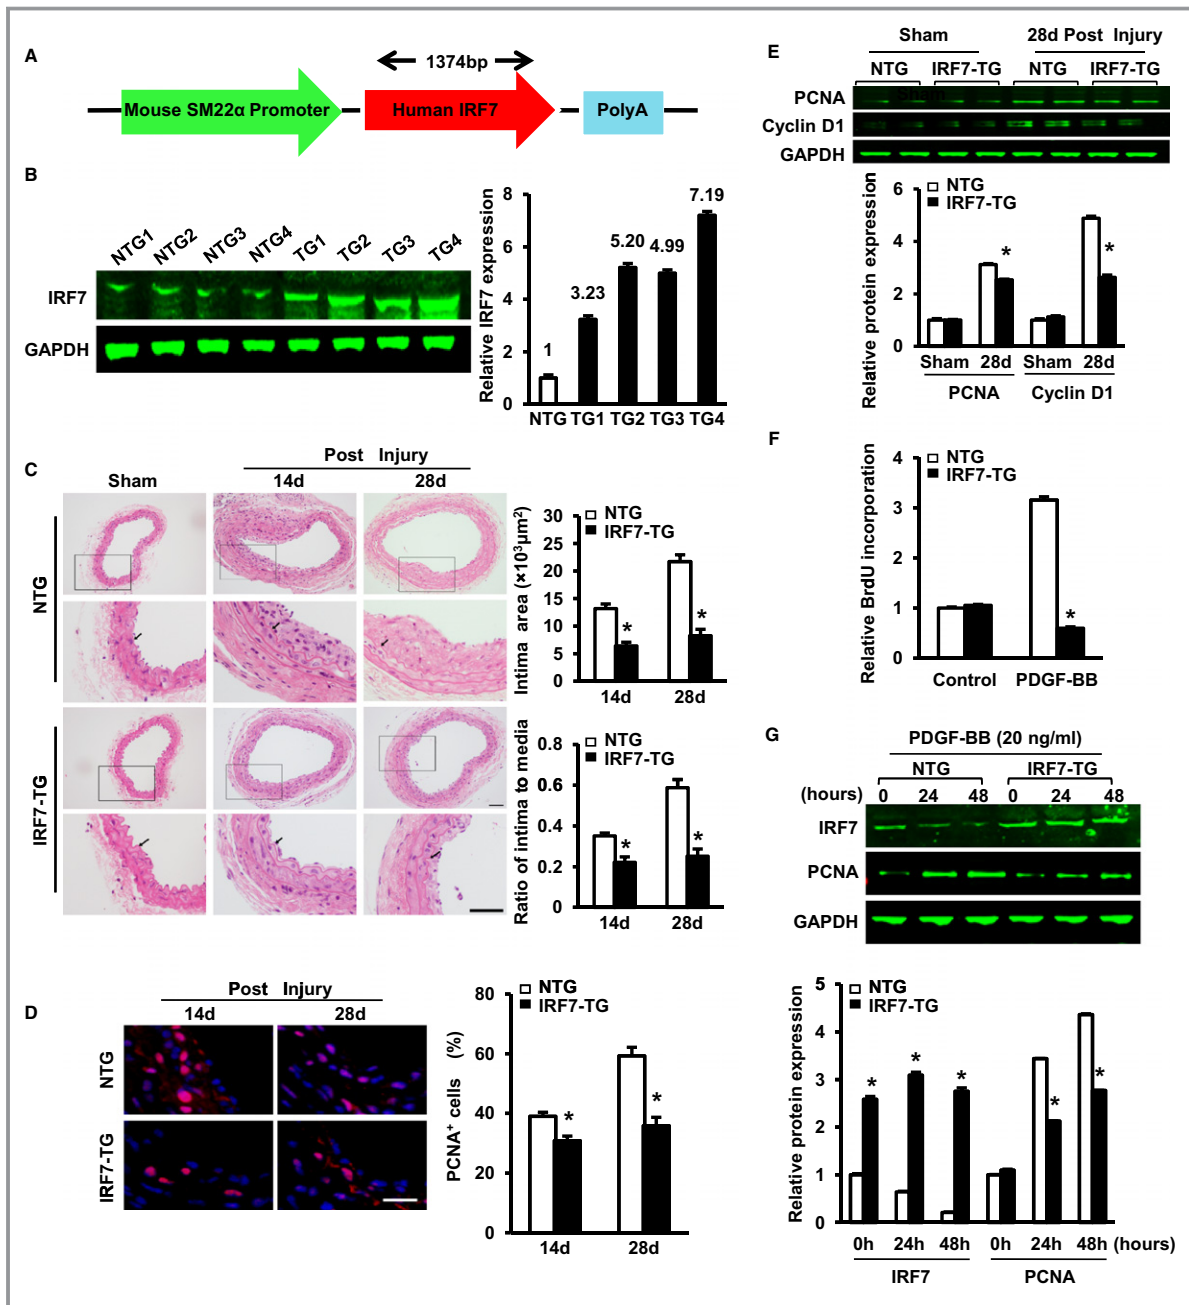 A
1374bp
Mouse SM22α Promoter
Human IRF7
PolyA
B
NTG1 NTG2 NTG3 NTG4 TG1 TG2 TG3 TG4
IRF7
GAPDH
Relative IRF7 expression
8
6
4
2
0
1
3.23
5.20
4.99
7.19
NTG TG1 TG2 TG3 TG4
C
Post Injury
Sham 14d 28d
NTG
IRF7-TG
Intima area (×10³μm²)
30
25
20
15
10
5
0
NTG
IRF7-TG
* *
14d 28d
Ratio of intima to media
0.8
0.6
0.4
0.2
0
NTG
IRF7-TG
* *
14d 28d
D
Post Injury
14d 28d
NTG
IRF7-TG
PCNA⁺ cells (%)
80
60
40
20
0
NTG
IRF7-TG
* *
14d 28d
E
Sham 28d Post Injury
NTG IRF7-TG NTG IRF7-TG
Sham
PCNA
Cyclin D1
GAPDH
Relative protein expression
6
4
2
0
NTG
IRF7-TG
* *
Sham 28d Sham 28d
PCNA Cyclin D1
F
Relative BrdU incorporation
4
3
2
1
0
NTG
IRF7-TG
*
Control PDGF-BB
G
PDGF-BB (20 ng/ml)
NTG IRF7-TG
(hours) 0 24 48 0 24 48
IRF7
PCNA
GAPDH
Relative protein expression
5
4
3
2
1
0
NTG
IRF7-TG
* * * * *
0h 24h 48h 0h 24h 48h (hours)
IRF7 PCNA